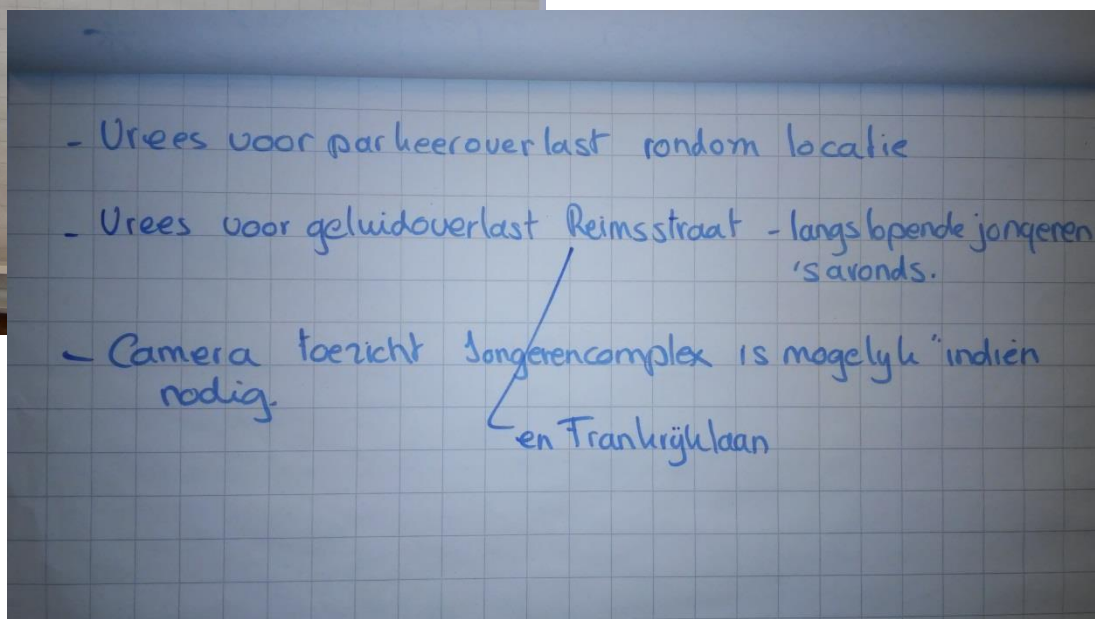 - Vrees voor parkeeroverlast rondom locatie
- Vrees voor geluidoverlast Reimsstraat - langslopende jongeren
's avonds.
- Camera toezicht Jongerencomplex is mogelyk "indien
nodig.
en Frankrijklaan